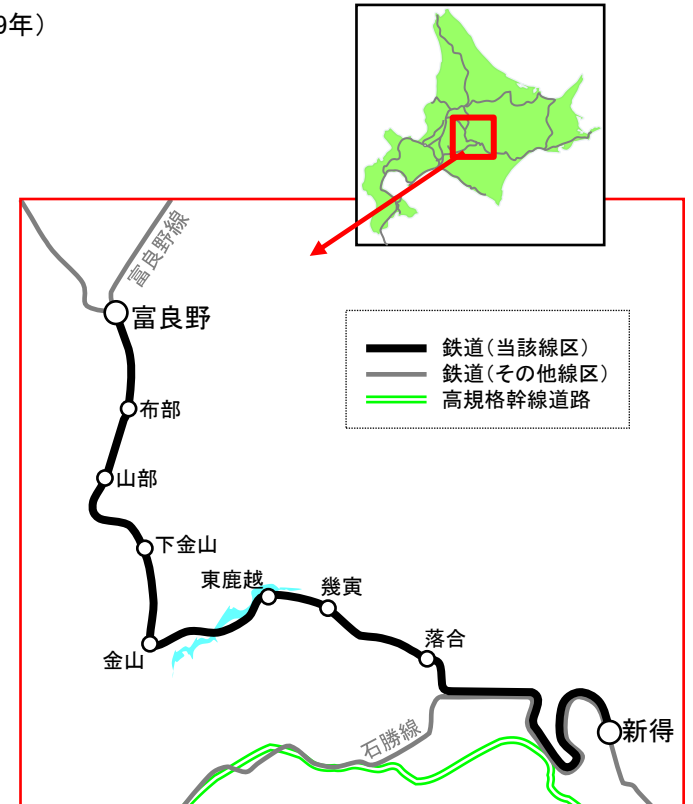 9年）
富良野線
富良野
鉄道（当該線区）
鉄道（その他線区）
高規格幹線道路
布部
山部
下金山
東鹿越
幾寅
金山
落合
石勝線
新得